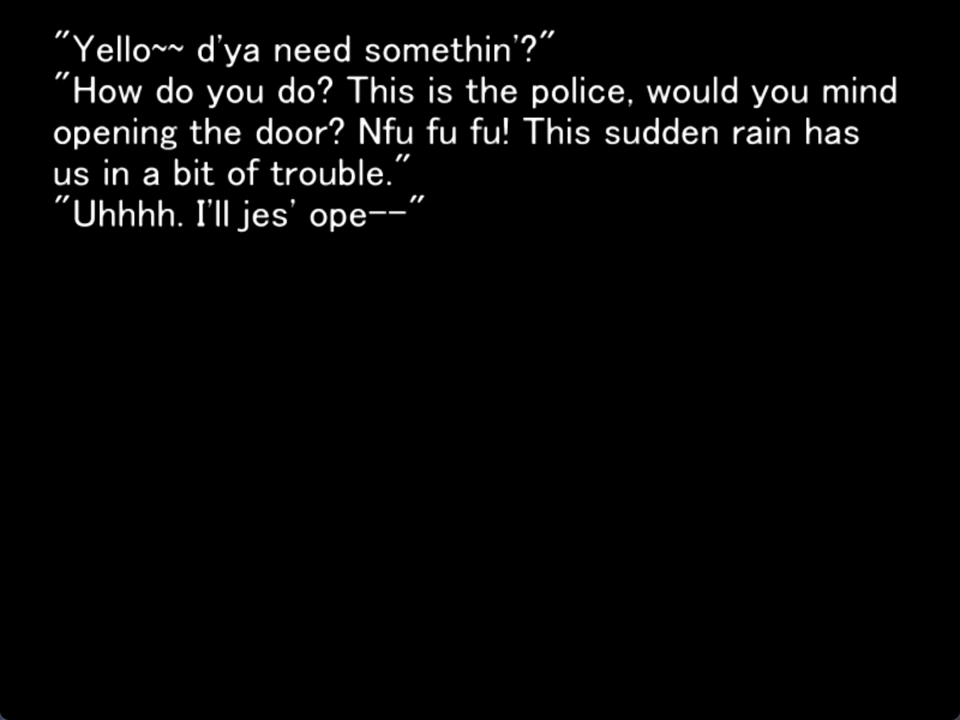 "Yello~~ d'ya need somethin'?"
"How do you do? This is the police, would you mind
opening the door? Nfu fu fu! This sudden rain has
us in a bit of trouble."
"Uhhhh. I'll jes' ope--"